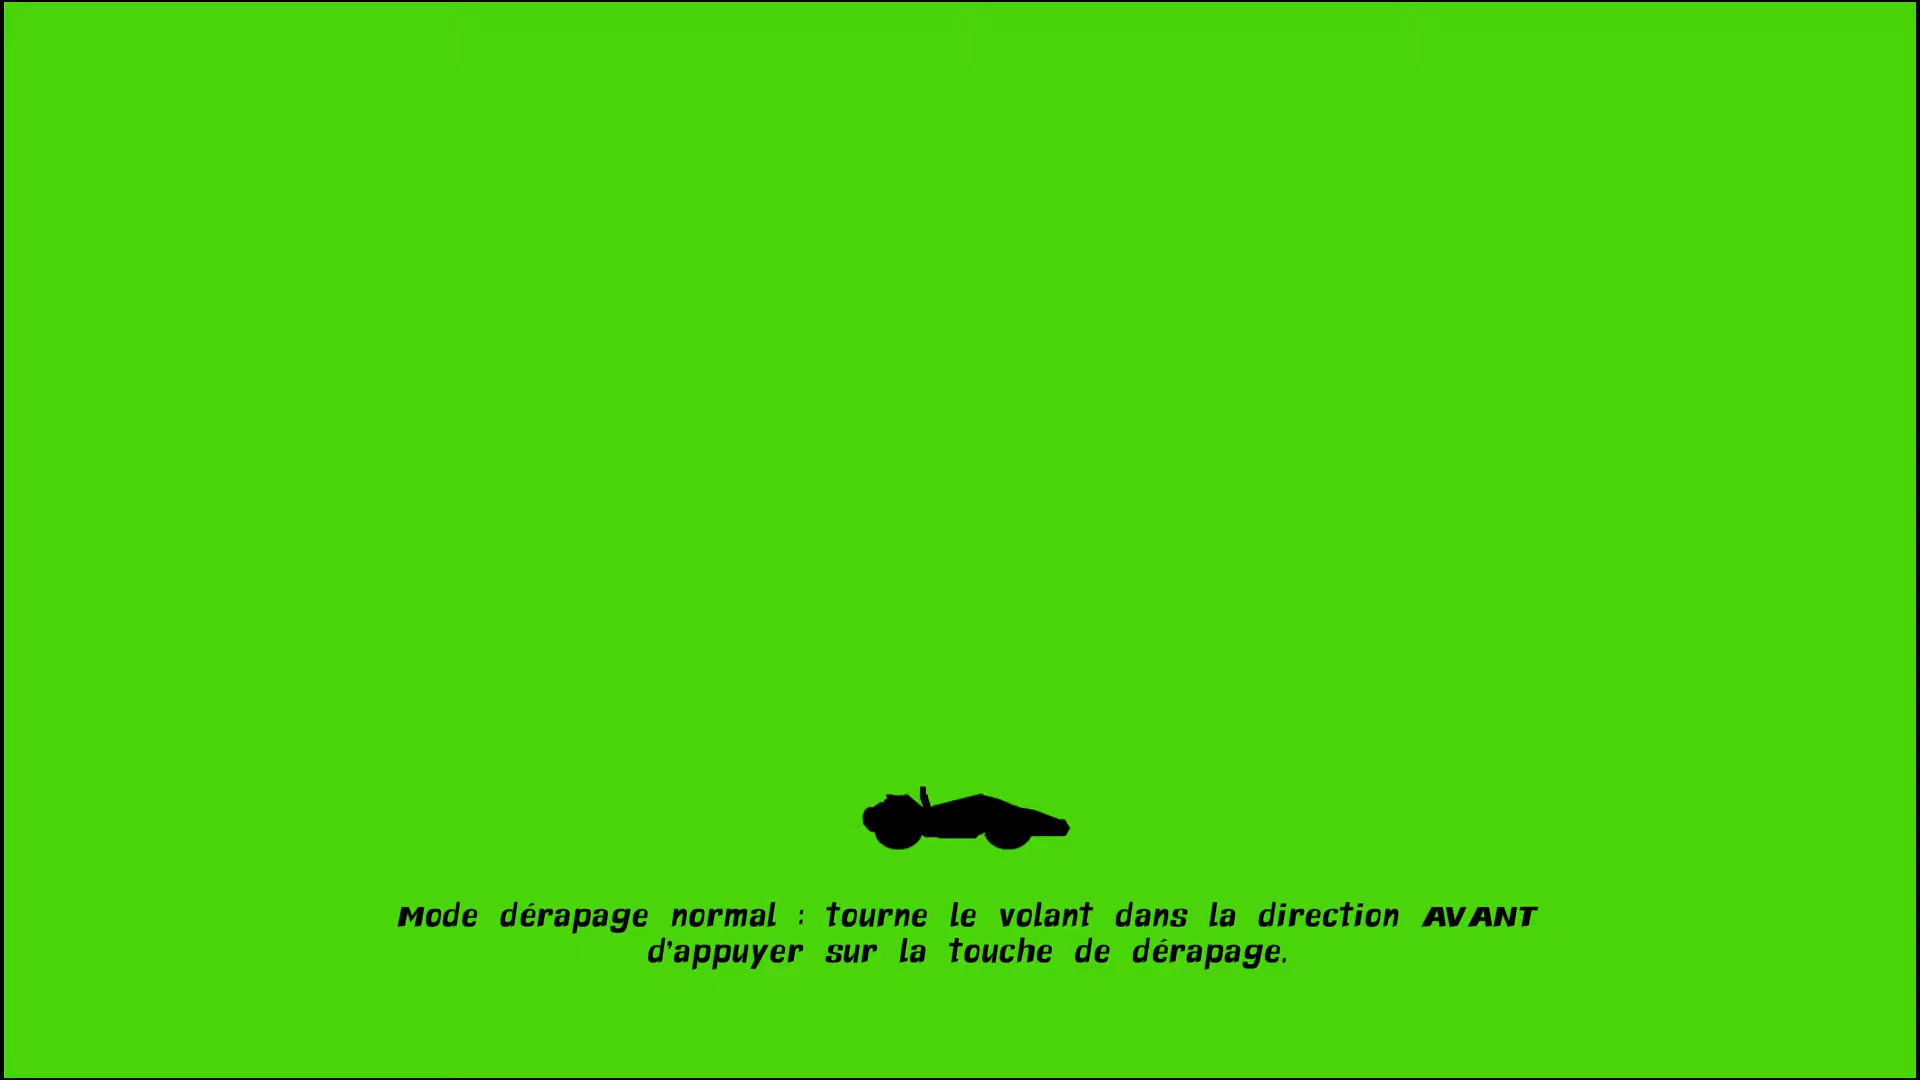 Mode dérapage normal : tourne le volant dans la direction AVANT
d'appuyer sur la touche de dérapage.